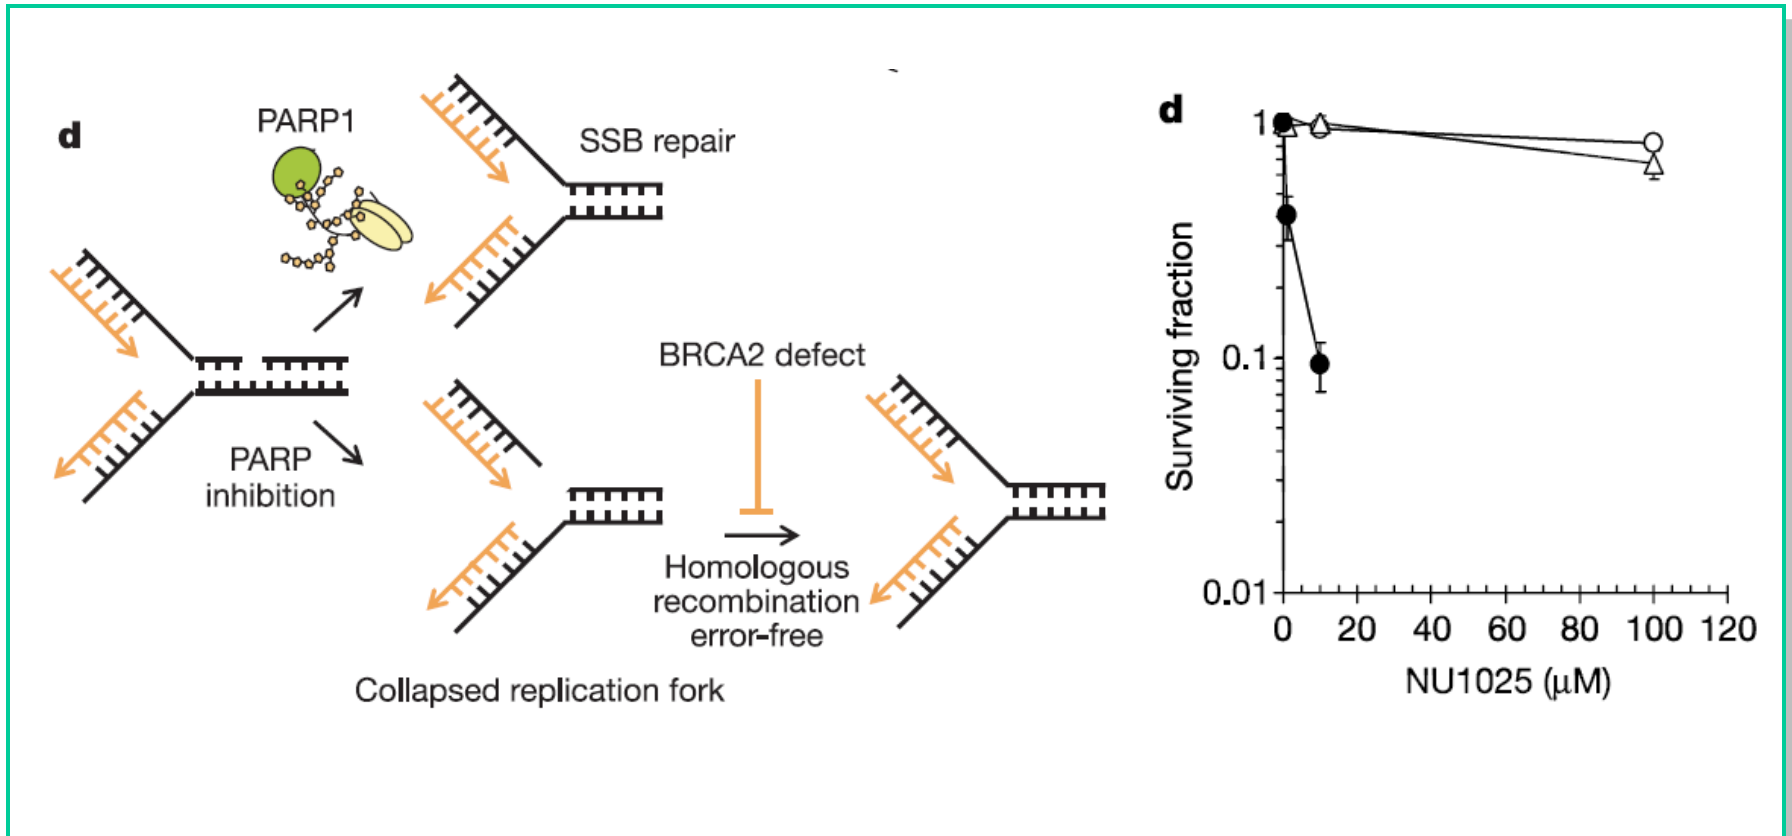 d
PARP1
SSB repair
PARP
inhibition
BRCA2 defect
Homologous
recombination
error-free
Collapsed replication fork
d
Surviving fraction
1
0.1
0.01
0 20 40 60 80 100 120
NU1025 (μM)